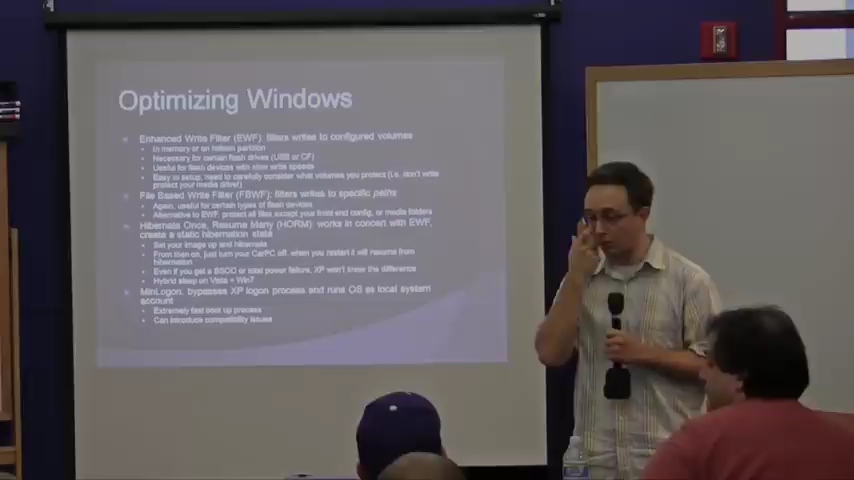 Optimizing Windows
Enhanced Write Filter (EWF): filters writes to configured volumes
In memory or on hidden partition
Necessary for certain flash drives (USB or CF)
Useful for flash devices with slow write speeds
Easy to setup, need to carefully consider what volumes you protect (i.e. don't write
protect your media drive!)
File Based Write Filter (FBWF): filters writes to specific paths
Again, useful for certain types of flash devices
Alternative to EWF, protect all files except your front end config, or media folders
Hibernate Once, Resume Many (HORM): works in concert with EWF,
create a static hibernation state
Set your image up and hibernate
From then on, just turn your CarPC off, when you restart it will resume from
hibernation
Even if you get a BSOD or total power failure, XP won't know the difference
Hybrid sleep on Vista + Win7
MinLogon: bypasses XP logon process and runs OS as local system
account
Extremely fast boot up process
Can introduce compatibility issues